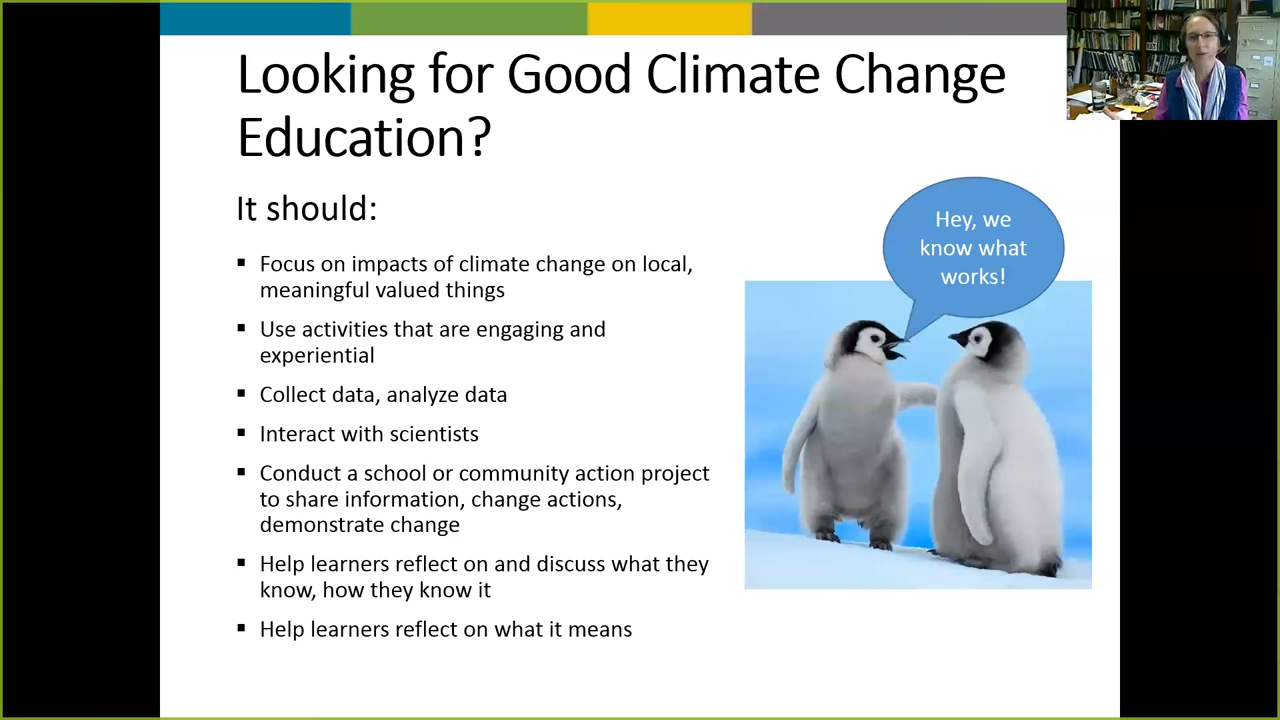 Looking for Good Climate Change
Education?
It should:
▪ Focus on impacts of climate change on local,
meaningful valued things
▪ Use activities that are engaging and
experiential
▪ Collect data, analyze data
▪ Interact with scientists
▪ Conduct a school or community action project
to share information, change actions,
demonstrate change
▪ Help learners reflect on and discuss what they
know, how they know it
▪ Help learners reflect on what it means
Hey, we
know what
works!